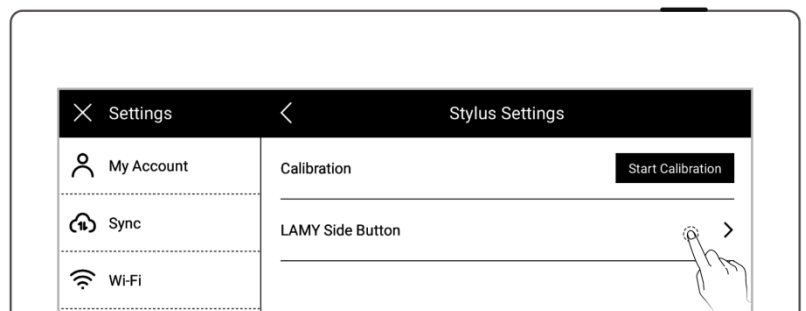 Settings
Stylus Settings
My Account
Calibration
Start Calibration
Sync
LAMY Side Button
Wi-Fi